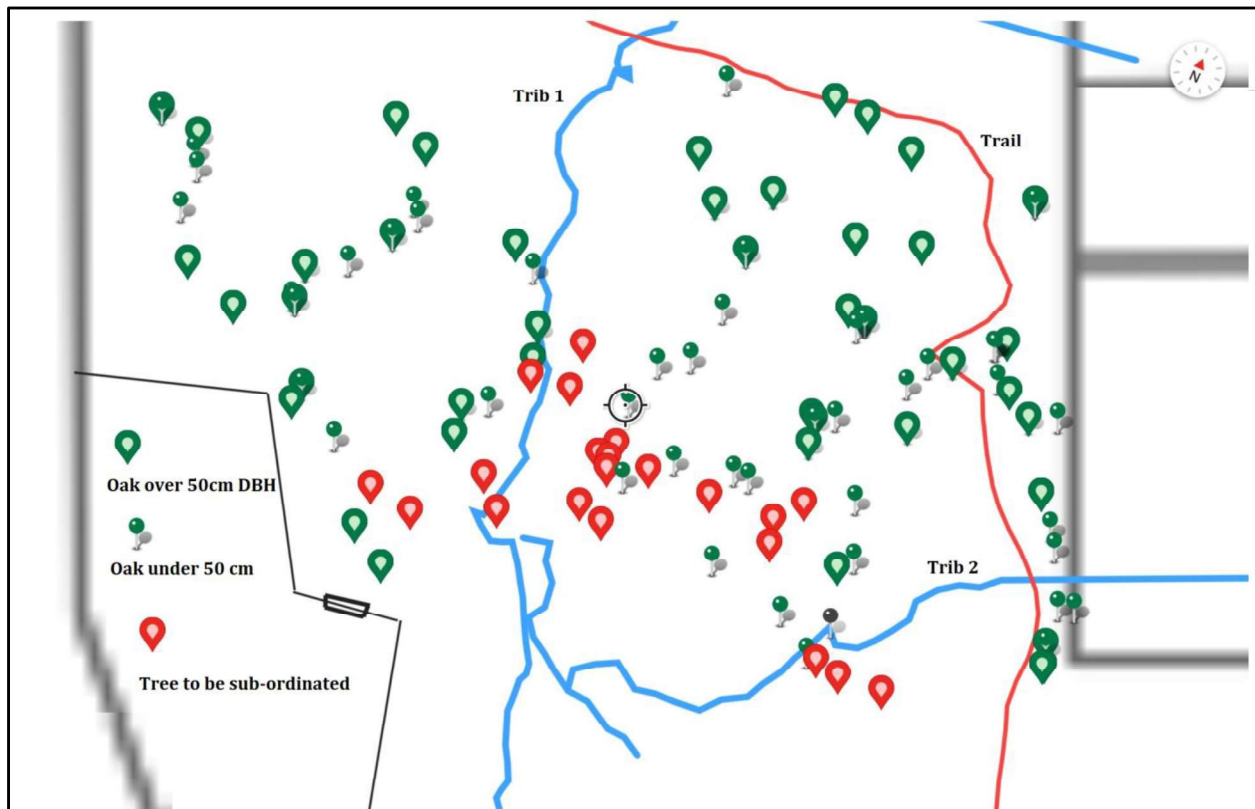 Trib 1
N
Trail
Oak over 50cm DBH
Oak under 50 cm
Trib 2
Tree to be sub-ordinated